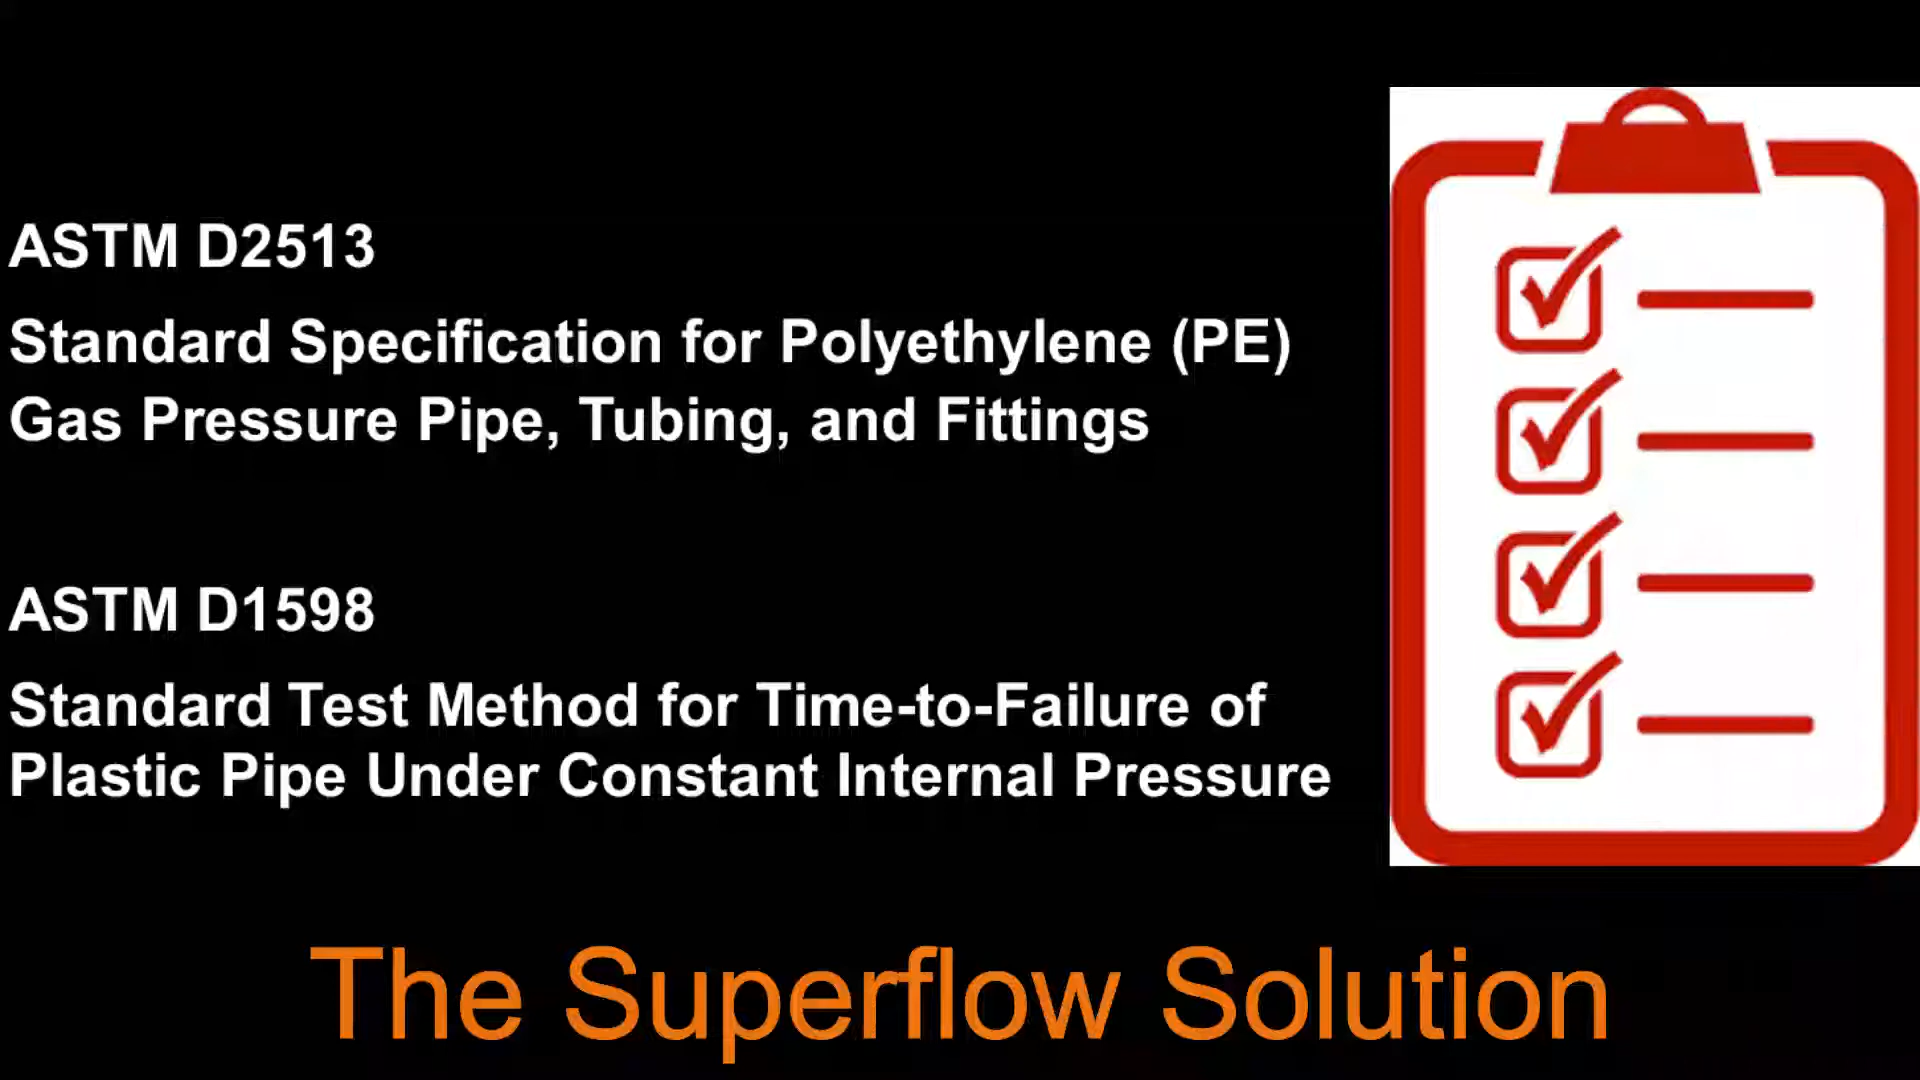 ASTM D2513
Standard Specification for Polyethylene (PE)
Gas Pressure Pipe, Tubing, and Fittings
ASTM D1598
Standard Test Method for Time-to-Failure of
Plastic Pipe Under Constant Internal Pressure
The Superflow Solution